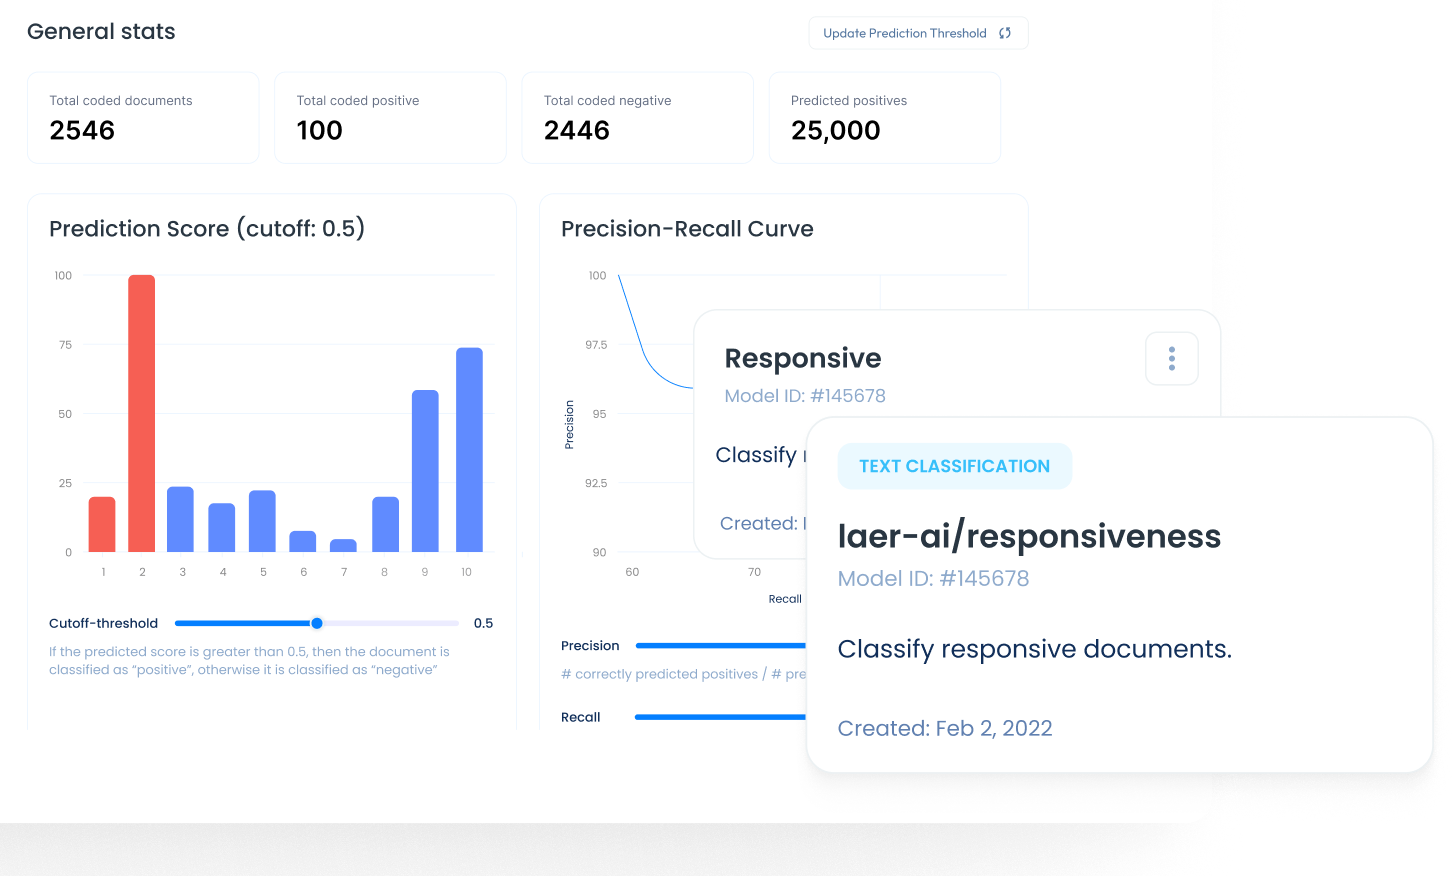 General stats
Update Prediction Threshold
Total coded documents
2546
Total coded positive
100
Total coded negative
2446
Predicted positives
25,000
Prediction Score (cutoff: 0.5)
100
75
50
25
0
1 2 3 4 5 6 7 8 9 10
Cutoff-threshold
0.5
If the predicted score is greater than 0.5, then the document is
classified as “positive”, otherwise it is classified as “negative”
Precision-Recall Curve
100
97.5
95
92.5
90
Precision
60 70
Recall
Precision
# correctly predicted positives / #
Recall
Responsive
Model ID: #145678
Classify
Created:
TEXT CLASSIFICATION
laer-ai/responsiveness
Model ID: #145678
Classify responsive documents.
Created: Feb 2, 2022